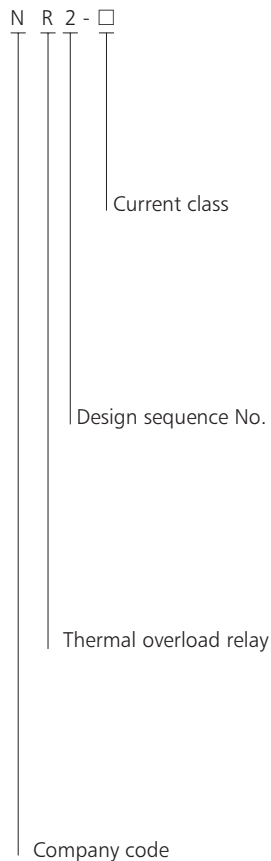 N R 2 - □
Current class
Design sequence No.
Thermal overload relay
Company code